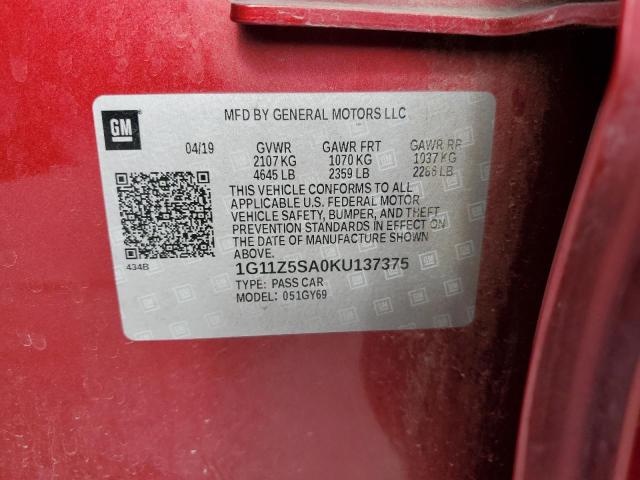 GM
MFD BY GENERAL MOTORS LLC
04/19 GVWR GAWR FRT GAWR RR
2107 KG 1070 KG 1037 KG
4645 LB 2359 LB 2286 LB
THIS VEHICLE CONFORMS TO ALL
APPLICABLE U.S. FEDERAL MOTOR
VEHICLE SAFETY, BUMPER, AND THEFT
PREVENTION STANDARDS IN EFFECT ON
THE DATE OF MANUFACTURE SHOWN
ABOVE.
434B
1G11Z5SA0KU137375
TYPE: PASS CAR
MODEL: 051GY69